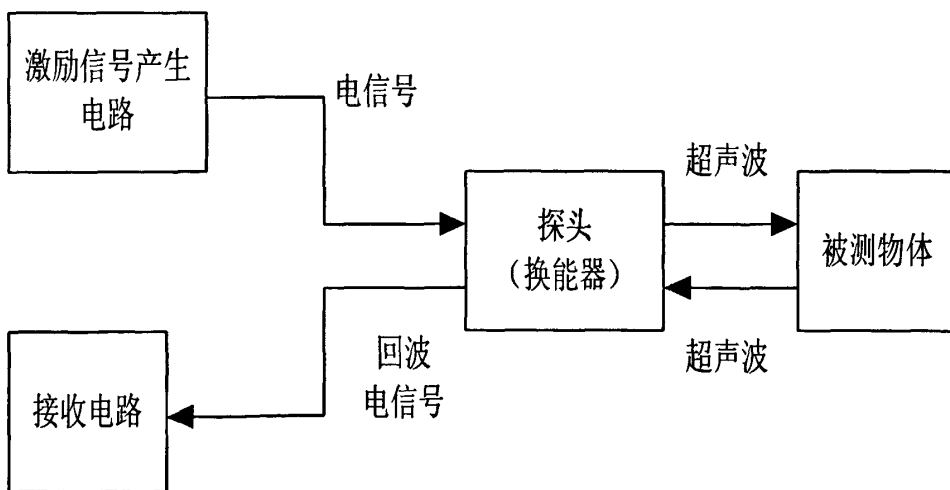 激励信号产生
电路
电信号
超声波
探头
（换能器）
被测物体
超声波
回波
电信号
接收电路